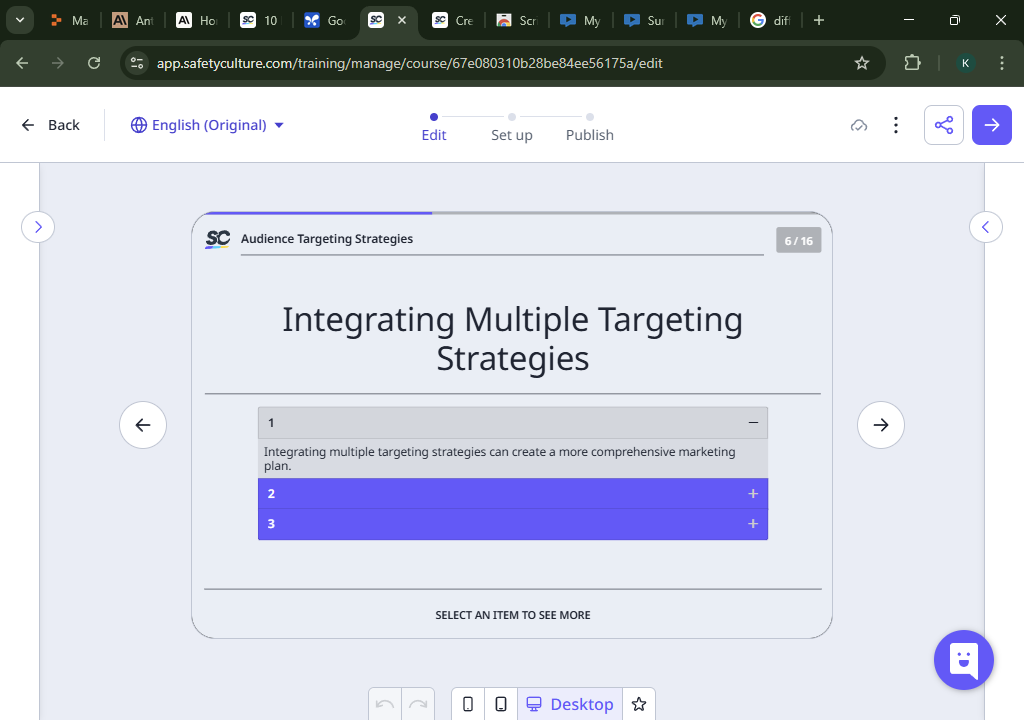 Ma
Ant
Ho
10
Goo
Cre
Scri
My
Sur
My
diff
app.safetyculture.com/training/manage/course/67e080310b28be84ee56175a/edit
K
Back
English (Original)
Edit
Set up
Publish
SC
Audience Targeting Strategies
6 / 16
Integrating Multiple Targeting
Strategies
1
Integrating multiple targeting strategies can create a more comprehensive marketing
plan.
2
3
SELECT AN ITEM TO SEE MORE
Desktop